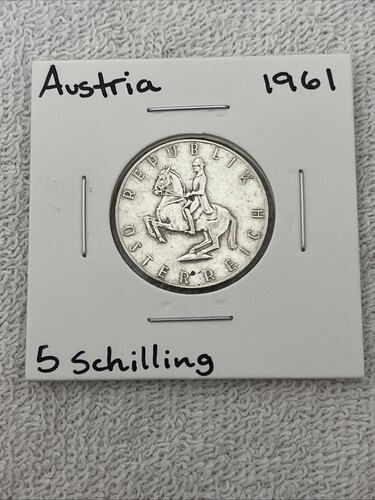 Austria 1961
REPUBLIK
ÖSTERREICH
5 Schilling